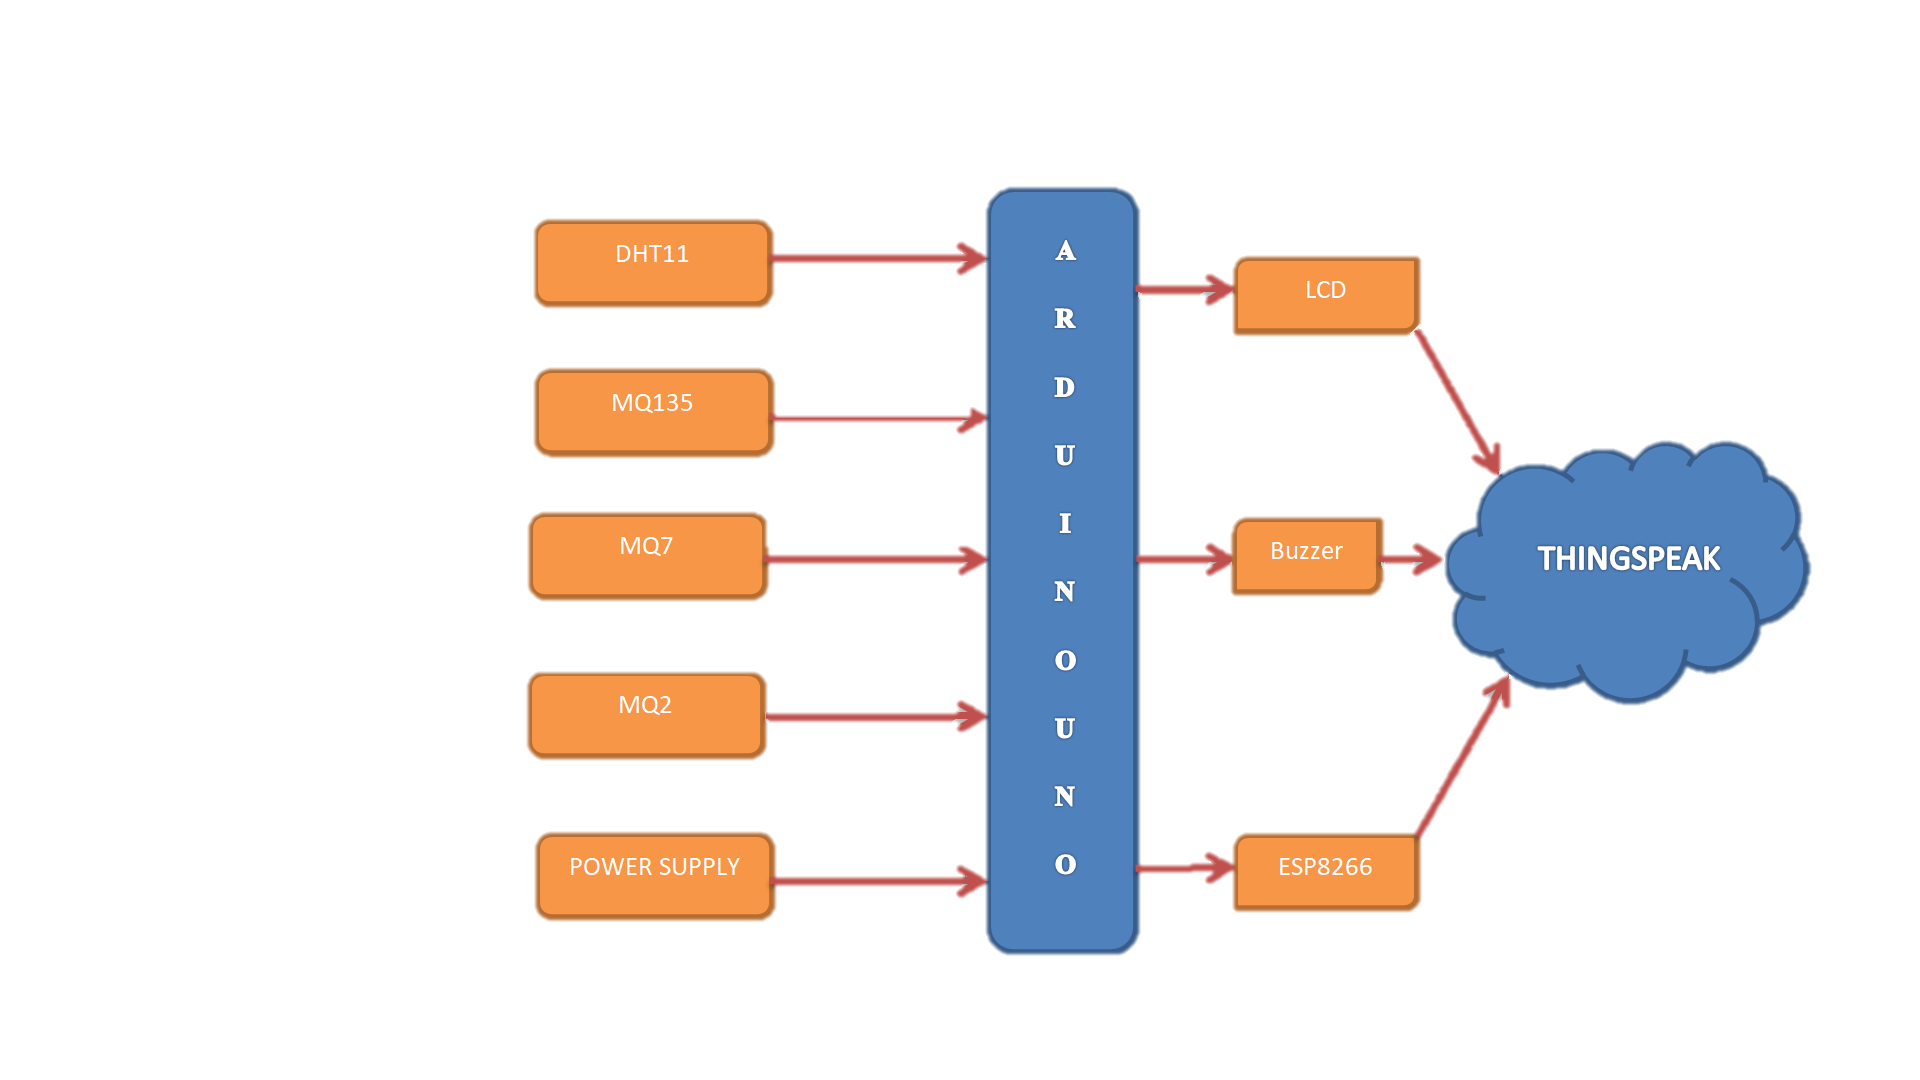 DHT11
MQ135
MQ7
MQ2
POWER SUPPLY
A
R
D
U
I
N
O
U
N
O
LCD
Buzzer
ESP8266
THINGSPEAK